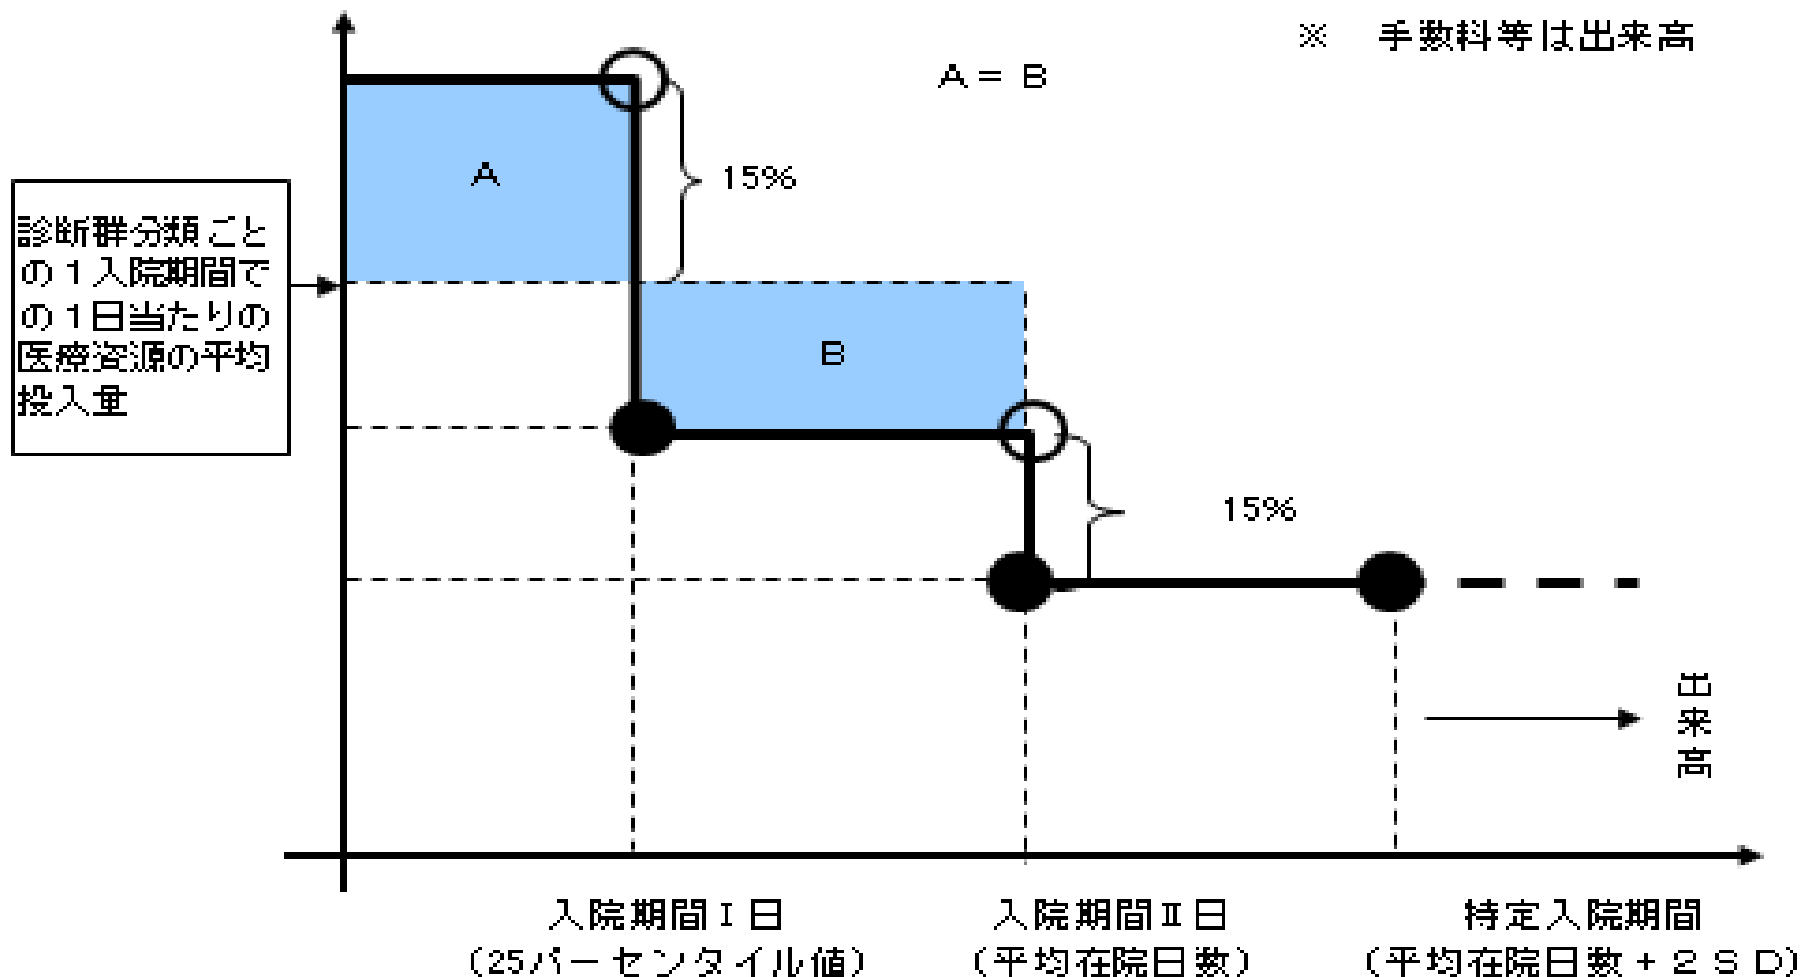 ※　手数料等は出来高
A = B
A
15%
診断群分類ごと
の1入院期間で
の1日当たりの
医療資源の平均
投入量
B
15%
出来高
入院期間Ⅰ日
(25パーセンタイル値)
入院期間Ⅱ日
(平均在院日数)
特定入院期間
(平均在院日数+2SD)